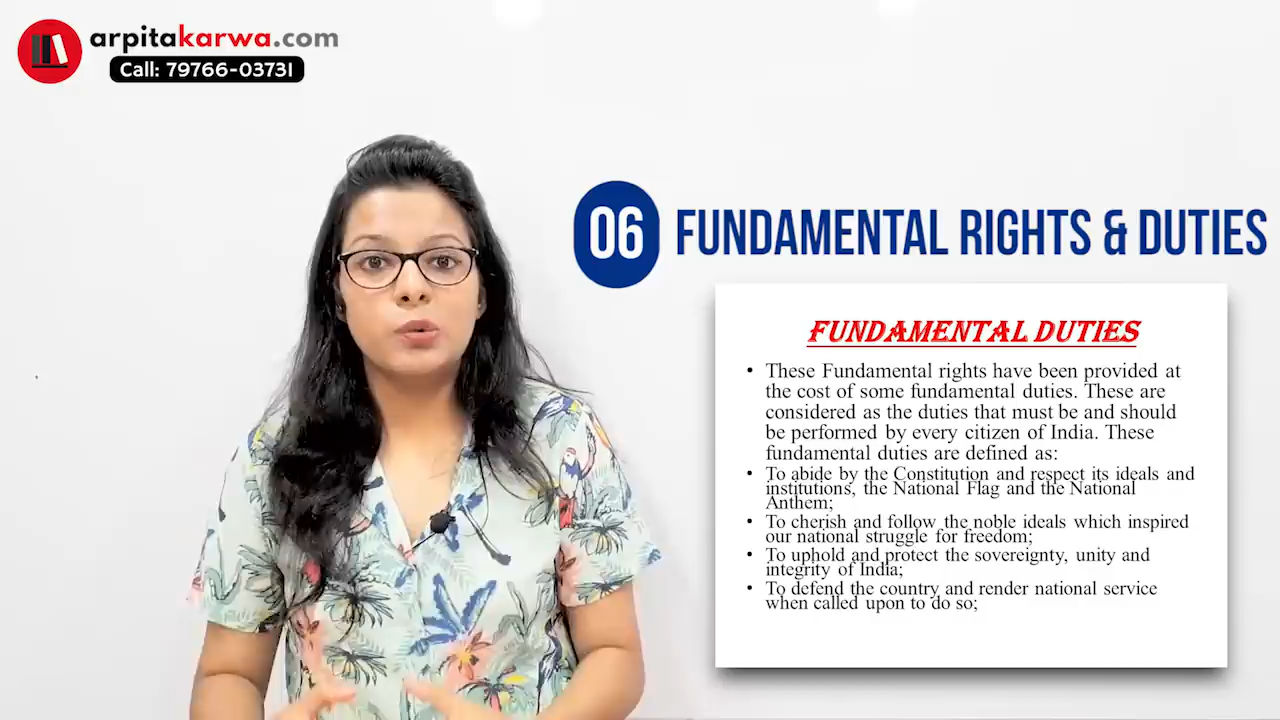 arpitakarwa.com
Call: 79766-03731
06 FUNDAMENTAL RIGHTS & DUTIES
FUNDAMENTAL DUTIES
• These Fundamental rights have been provided at
the cost of some fundamental duties. These are
considered as the duties that must be and should
be performed by every citizen of India. These
fundamental duties are defined as:
• To abide by the Constitution and respect its ideals and
institutions, the National Flag and the National
Anthem;
• To cherish and follow the noble ideals which inspired
our national struggle for freedom;
• To uphold and protect the sovereignty, unity and
integrity of India;
• To defend the country and render national service
when called upon to do so;